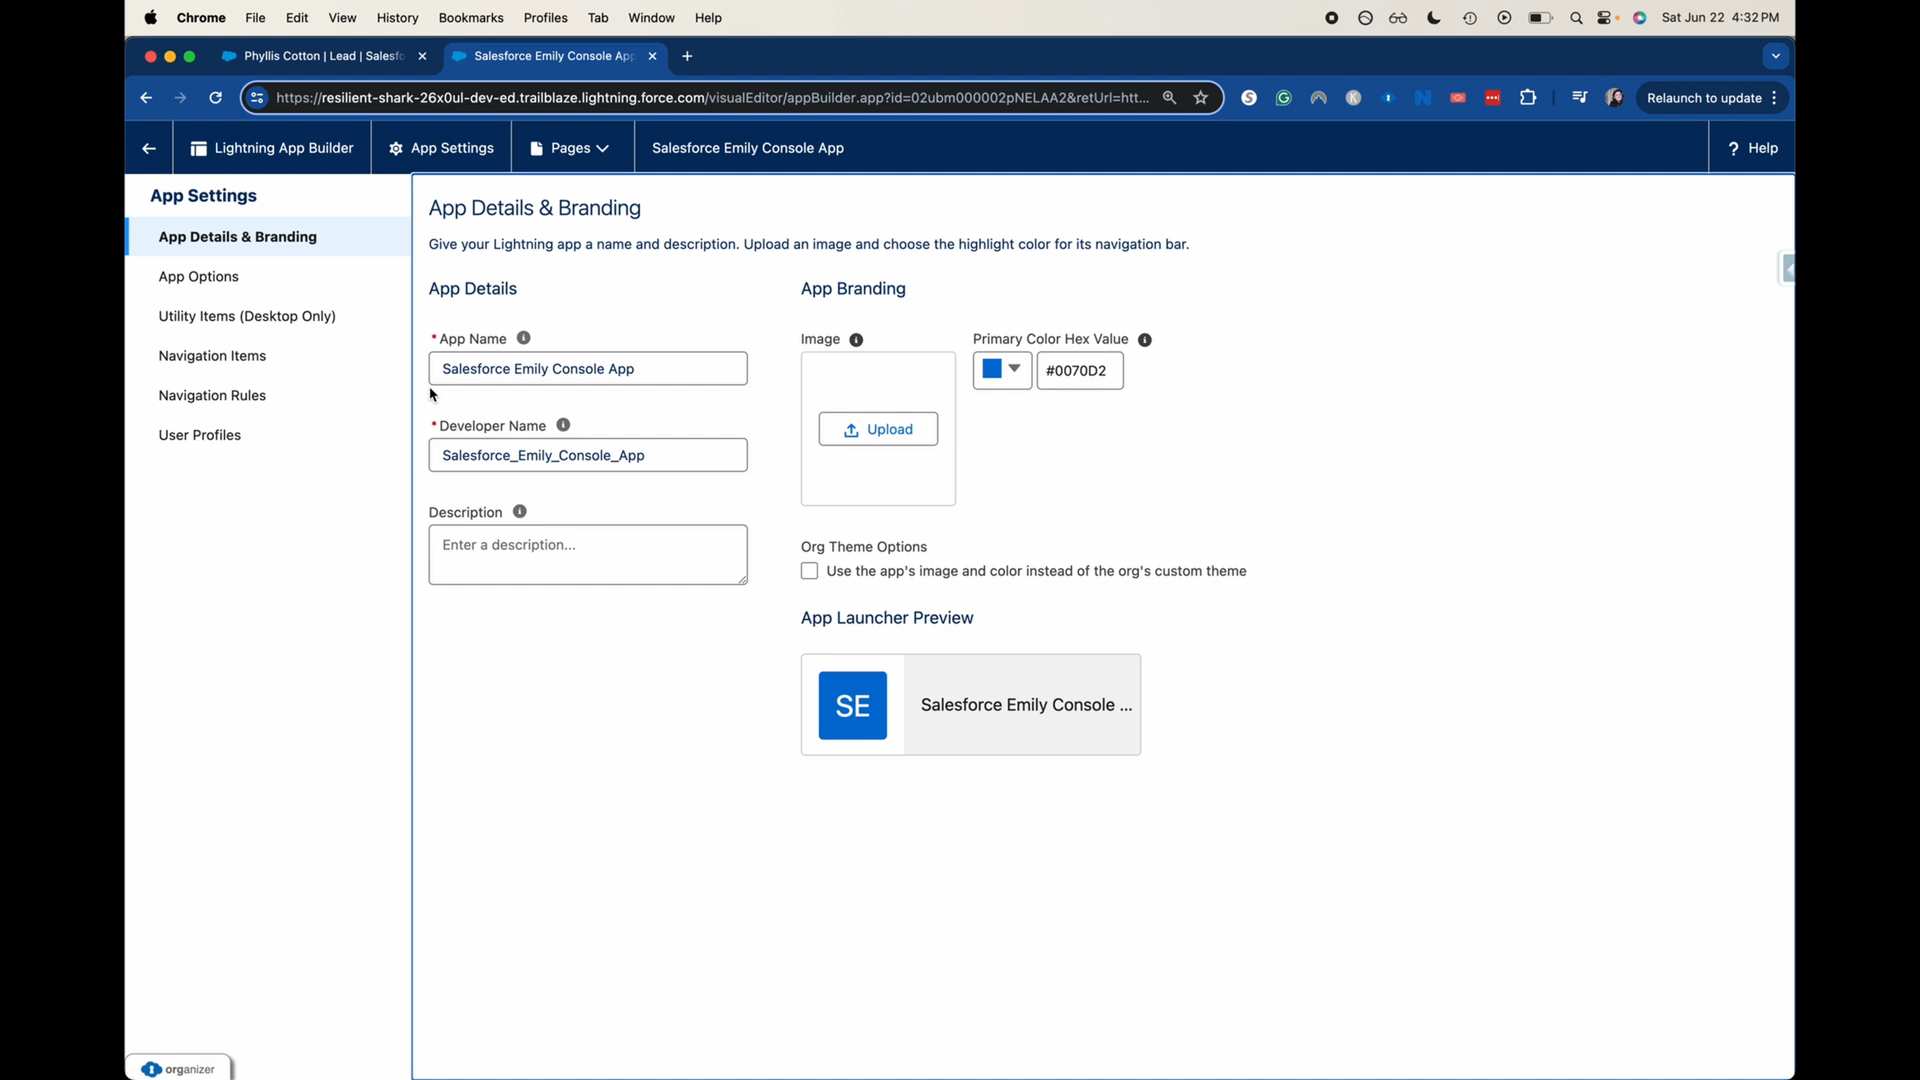 Chrome File Edit View History Bookmarks Profiles Tab Window Help Sat Jun 22 4:32 PM
Phyllis Cotton | Lead | Salesfo Salesforce Emily Console App
https://resilient-shark-26x0ul-dev-ed.trailblaze.lightning.force.com/visualEditor/appBuilder.app?id=02ubm000002pNELAA2&retUrl=htt... Relaunch to update
Lightning App Builder App Settings Pages Salesforce Emily Console App ? Help
App Settings
App Details & Branding
App Options
Utility Items (Desktop Only)
Navigation Items
Navigation Rules
User Profiles
App Details & Branding
Give your Lightning app a name and description. Upload an image and choose the highlight color for its navigation bar.
App Details
* App Name
Salesforce Emily Console App
* Developer Name
Salesforce_Emily_Console_App
Description
Enter a description...
App Branding
Image
Upload
Primary Color Hex Value
#0070D2
Org Theme Options
Use the app's image and color instead of the org's custom theme
App Launcher Preview
SE Salesforce Emily Console ...
organizer